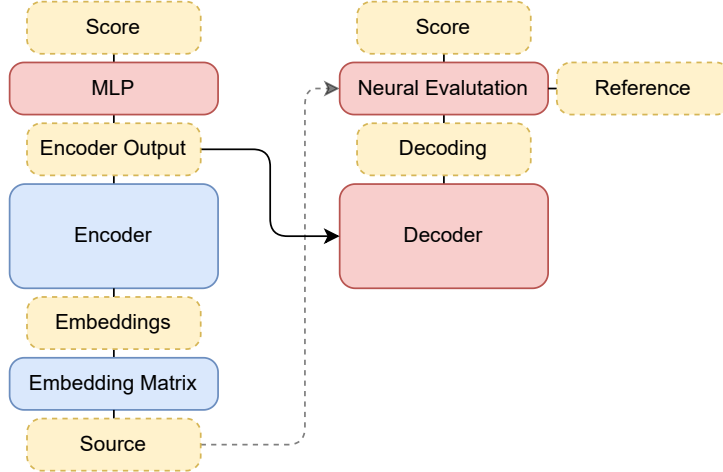 Score
MLP
Encoder Output
Encoder
Embeddings
Embedding Matrix
Source
Score
Neural Evalutation
Reference
Decoding
Decoder